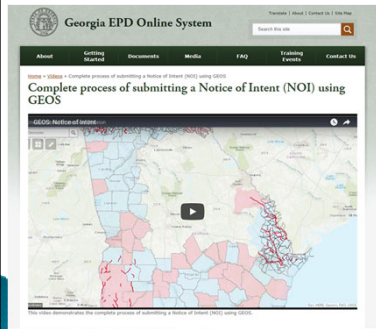 Translate | About | Contact Us | Site Map
Georgia EPD Online System
Search this site
About
Getting Started
Documents
Media
FAQ
Training Events
Contact Us
Home » Videos » Complete process of submitting a Notice of Intent (NOI) using GEOS
Complete process of submitting a Notice of Intent (NOI) using
GEOS
GEOS: Notice of Intent
This video demonstrates the complete process of submitting a Notice of Intent (NOI) using GEOS.